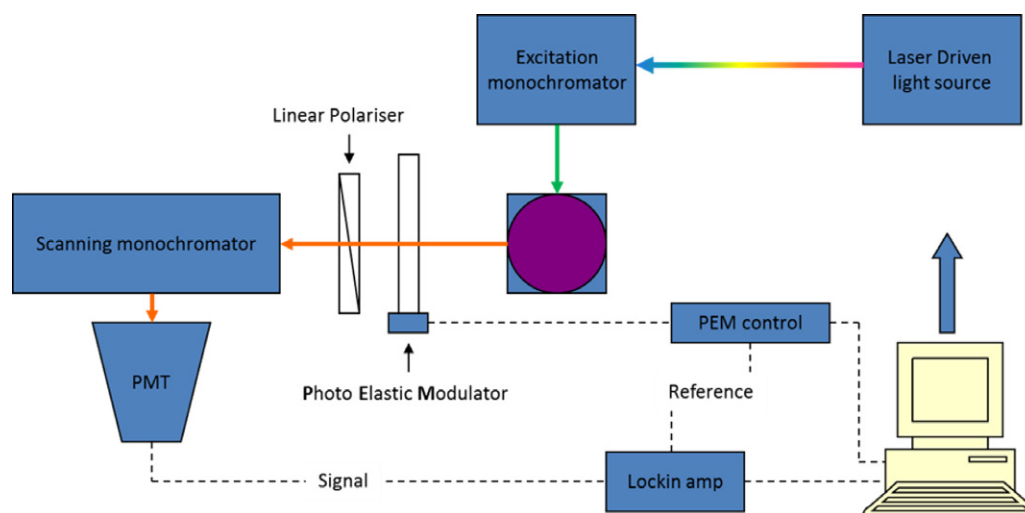 Excitation
monochromator
Laser Driven
light source
Linear Polariser
Scanning monochromator
PEM control
PMT
Photo Elastic Modulator
Reference
Signal
Lockin amp